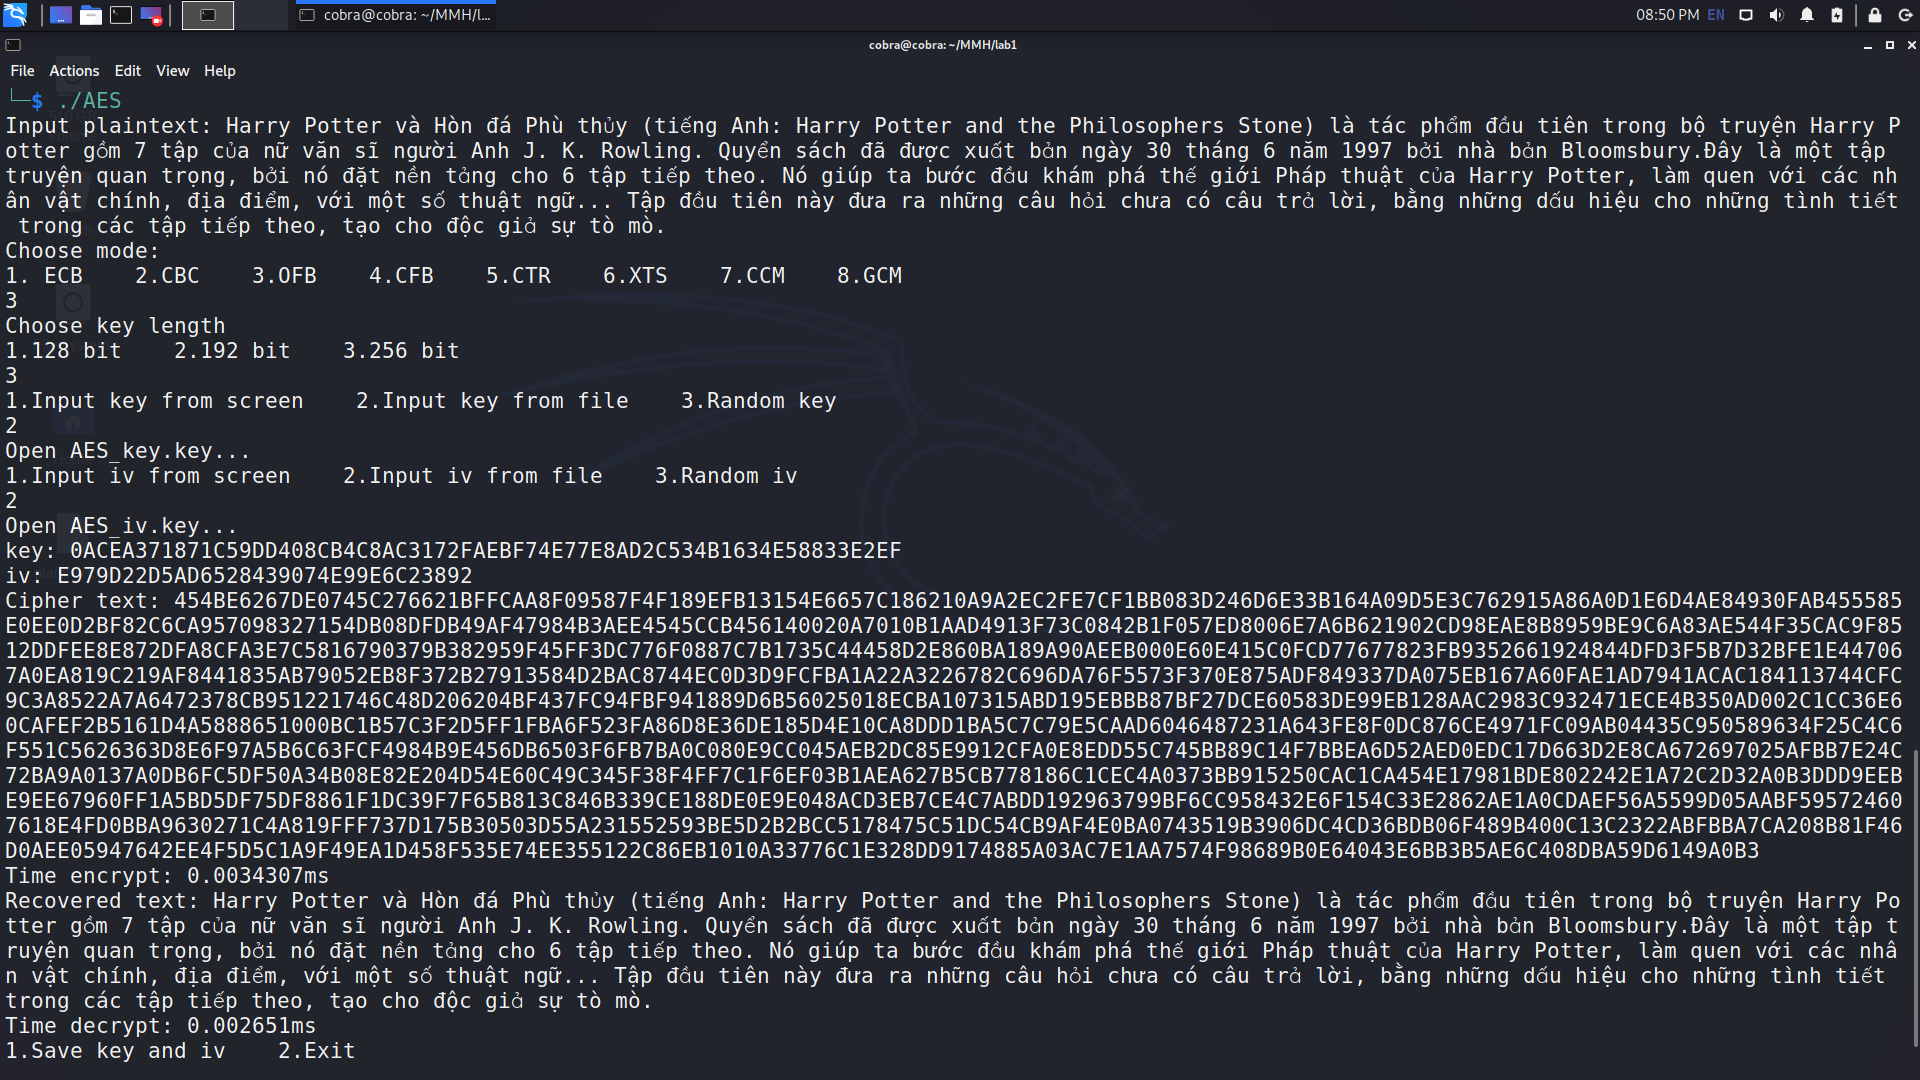 cobra@cobra: ~/MMH/l...
08:50 PM EN
cobra@cobra: ~/MMH/lab1
File Actions Edit View Help
└─$ ./AES
Input plaintext: Harry Potter và Hòn đá Phù thủy (tiếng Anh: Harry Potter and the Philosophers Stone) là tác phẩm đầu tiên trong bộ truyện Harry P
otter gồm 7 tập của nữ văn sĩ người Anh J. K. Rowling. Quyển sách đã được xuất bản ngày 30 tháng 6 năm 1997 bởi nhà bản Bloomsbury.Đây là một tập
truyện quan trọng, bởi nó đặt nền tảng cho 6 tập tiếp theo. Nó giúp ta bước đầu khám phá thế giới Pháp thuật của Harry Potter, làm quen với các nh
ân vật chính, địa điểm, với một số thuật ngữ... Tập đầu tiên này đưa ra những câu hỏi chưa có câu trả lời, bằng những dấu hiệu cho những tình tiết
trong các tập tiếp theo, tạo cho độc giả sự tò mò.
Choose mode:
1. ECB 2.CBC 3.OFB 4.CFB 5.CTR 6.XTS 7.CCM 8.GCM
3
Choose key length
1.128 bit 2.192 bit 3.256 bit
3
1.Input key from screen 2.Input key from file 3.Random key
2
Open AES_key.key...
1.Input iv from screen 2.Input iv from file 3.Random iv
2
Open AES_iv.key...
key: 0ACEA371871C59DD408CB4C8AC3172FAEBF74E77E8AD2C534B1634E58833E2EF
iv: E979D22D5AD6528439074E99E6C23892
Cipher text: 454BE6267DE0745C276621BFFCAA8F09587F4F189EFB13154E6657C186210A9A2EC2FE7CF1BB083D246D6E33B164A09D5E3C762915A86A0D1E6D4AE84930FAB455585
E0EE0D2BF82C6CA957098327154DB08DFDB49AF47984B3AEE4545CCB456140020A7010B1AAD4913F73C0842B1F057ED8006E7A6B621902CD98EAE8B8959BE9C6A83AE544F35CAC9F85
12DDFEE8E872DFA8CFA3E7C5816790379B382959F45FF3DC776F0887C7B1735C44458D2E860BA189A90AEEB000E60E415C0FCD77677823FB9352661924844DFD3F5B7D32BFE1E44706
7A0EA819C219AF8441835AB79052EB8F372B27913584D2BAC8744EC0D3D9FCFBA1A22A3226782C696DA76F5573F370E875ADF849337DA075EB167A60FAE1AD7941ACAC184113744CFC
9C3A8522A7A6472378CB951221746C48D206204BF437FC94FBF941889D6B56025018ECBA107315ABD195EBBB87BF27DCE60583DE99EB128AAC2983C932471ECE4B350AD002C1CC36E6
0CAFEF2B5161D4A5888651000BC1B57C3F2D5FF1FBA6F523FA86D8E36DE185D4E10CA8DDD1BA5C7C79E5CAAD6046487231A643FE8F0DC876CE4971FC09AB04435C950589634F25C4C6
F551C5626363D8E6F97A5B6C63FCF4984B9E456DB6503F6FB7BA0C080E9CC045AEB2DC85E9912CFA0E8EDD55C745BB89C14F7BBEA6D52AED0EDC17D663D2E8CA672697025AFBB7E24C
72BA9A0137A0DB6FC5DF50A34B08E82E204D54E60C49C345F38F4FF7C1F6EF03B1AEA627B5CB778186C1CEC4A0373BB915250CAC1CA454E17981BDE802242E1A72C2D32A0B3DDD9EEB
E9EE67960FF1A5BD5DF75DF8861F1DC39F7F65B813C846B339CE188DE0E9E048ACD3EB7CE4C7ABDD192963799BF6CC958432E6F154C33E2862AE1A0CDAEF56A5599D05AABF59572460
7618E4FD0BBA9630271C4A819FFF737D175B30503D55A231552593BE5D2B2BCC5178475C51DC54CB9AF4E0BA0743519B3906DC4CD36BDB06F489B400C13C2322ABFBBA7CA208B81F46
D0AEE05947642EE4F5D5C1A9F49EA1D458F535E74EE355122C86EB1010A33776C1E328DD9174885A03AC7E1AA7574F98689B0E64043E6BB3B5AE6C408DBA59D6149A0B3
Time encrypt: 0.0034307ms
Recovered text: Harry Potter và Hòn đá Phù thủy (tiếng Anh: Harry Potter and the Philosophers Stone) là tác phẩm đầu tiên trong bộ truyện Harry Po
tter gồm 7 tập của nữ văn sĩ người Anh J. K. Rowling. Quyển sách đã được xuất bản ngày 30 tháng 6 năm 1997 bởi nhà bản Bloomsbury.Đây là một tập t
ruyện quan trọng, bởi nó đặt nền tảng cho 6 tập tiếp theo. Nó giúp ta bước đầu khám phá thế giới Pháp thuật của Harry Potter, làm quen với các nhâ
n vật chính, địa điểm, với một số thuật ngữ... Tập đầu tiên này đưa ra những câu hỏi chưa có câu trả lời, bằng những dấu hiệu cho những tình tiết
trong các tập tiếp theo, tạo cho độc giả sự tò mò.
Time decrypt: 0.002651ms
1.Save key and iv 2.Exit